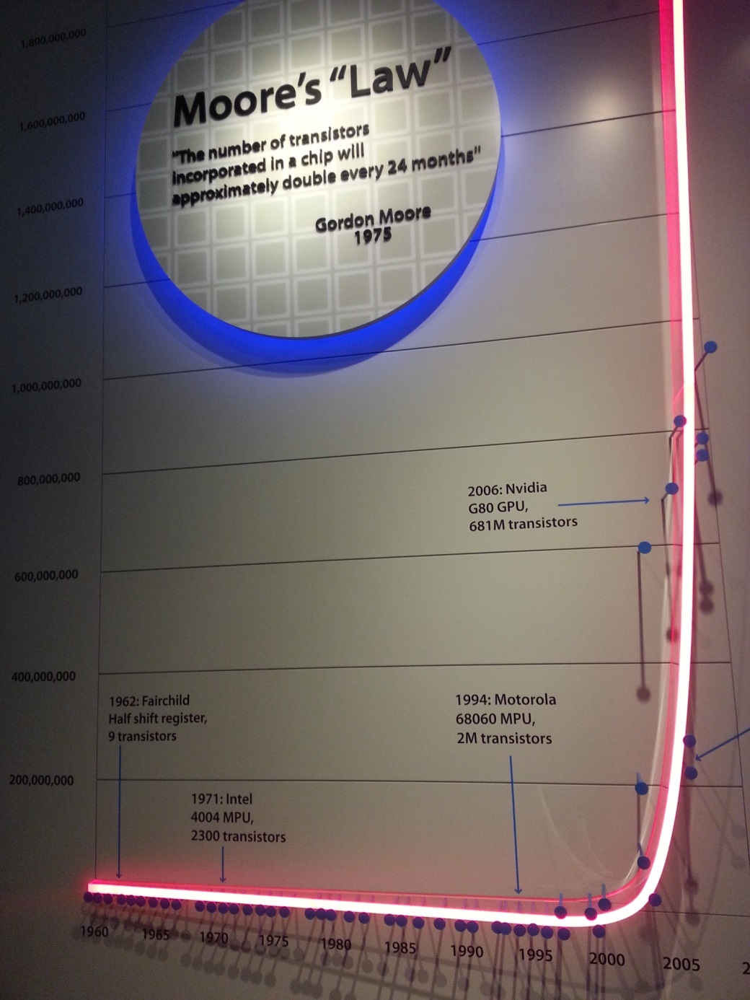 Moore's "Law"
"The number of transistors
incorporated in a chip will
approximately double every 24 months"
Gordon Moore
1975
1,800,000,000
1,600,000,000
1,400,000,000
1,200,000,000
1,000,000,000
800,000,000
600,000,000
400,000,000
200,000,000
2006: Nvidia
G80 GPU,
681M transistors
1962: Fairchild
Half shift register,
9 transistors
1994: Motorola
68060 MPU,
2M transistors
1971: Intel
4004 MPU,
2300 transistors
1960 1965 1970 1975 1980 1985 1990 1995 2000 2005